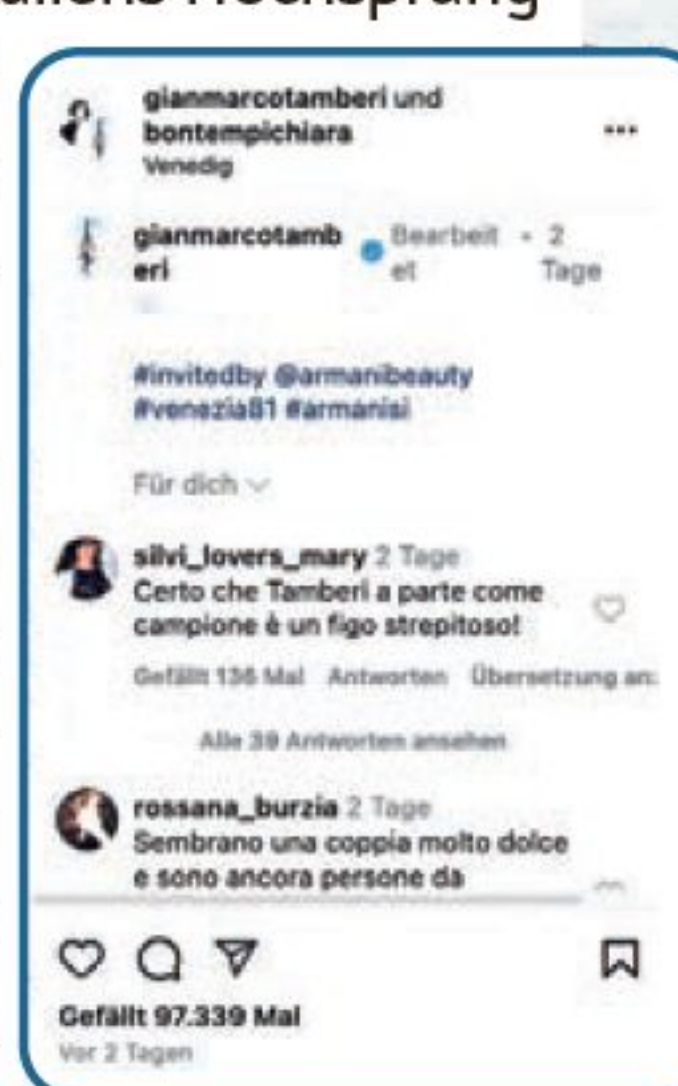 Hochsprung
gianmarcotamberi und
bontempichiara
Venedig
gianmarcotamb
eri
Bearbeit
et
• 2
Tage
#invitedby @armanibeauty
#venezia81 #armanisi
Für dich
silvi_lovers_mary 2 Tage
Certo che Tamberi a parte come
campione è un figo strepitoso!
Gefällt 136 Mal Antworten Übersetzung an
Alle 39 Antworten ansehen
rossana_burzia 2 Tage
Sembrano una coppia molto dolce
e sono ancora persone da
Gefällt 97.339 Mal
Vor 2 Tagen